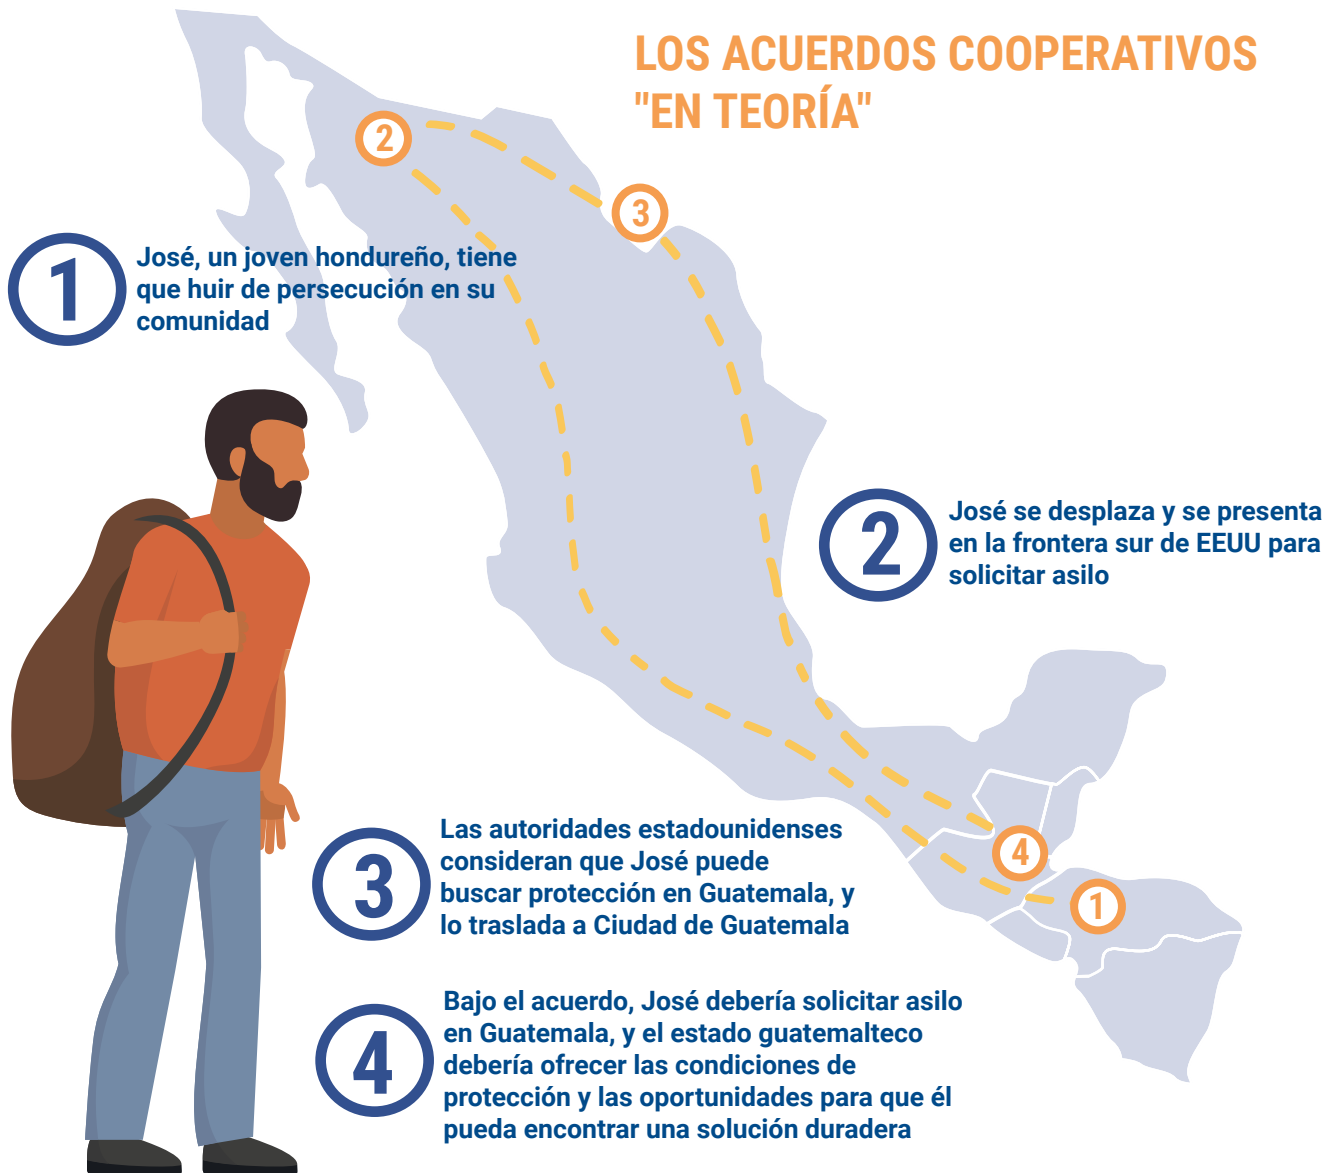 LOS ACUERDOS COOPERATIVOS
"EN TEORÍA"
2
3
1
José, un joven hondureño, tiene
que huir de persecución en su
comunidad
2
José se desplaza y se presenta
en la frontera sur de EEUU para
solicitar asilo
3
Las autoridades estadounidenses
consideran que José puede
buscar protección en Guatemala, y
lo traslada a Ciudad de Guatemala
4
1
4
Bajo el acuerdo, José debería solicitar asilo
en Guatemala, y el estado guatemalteco
debería ofrecer las condiciones de
protección y las oportunidades para que él
pueda encontrar una solución duradera